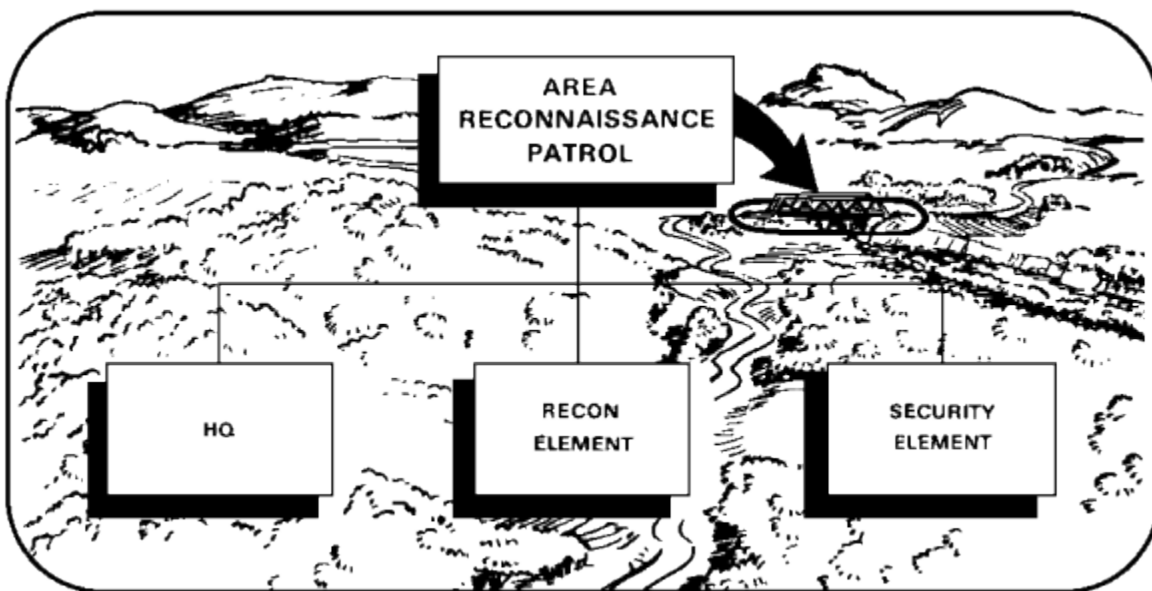 AREA
RECONNAISSANCE
PATROL
HQ
RECON
ELEMENT
SECURITY
ELEMENT